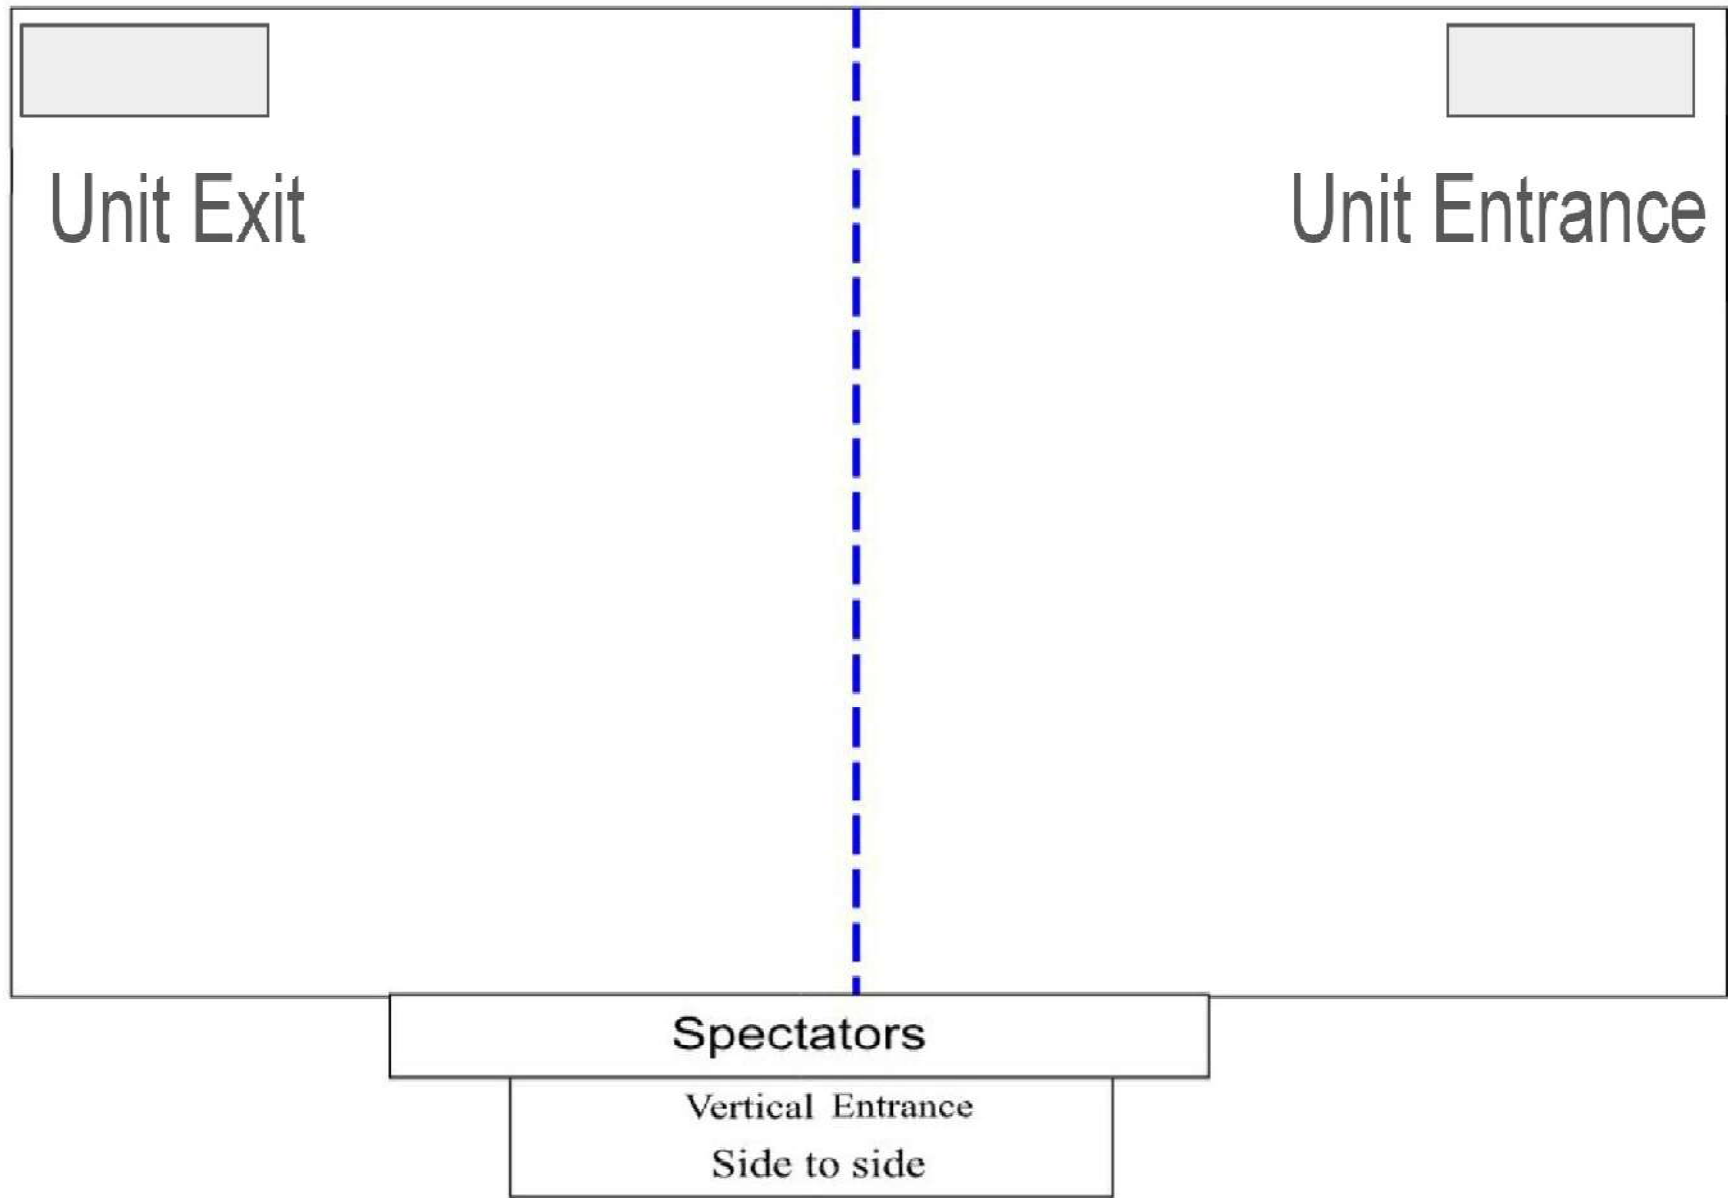 Unit Exit
Unit Entrance
Spectators
Vertical Entrance
Side to side